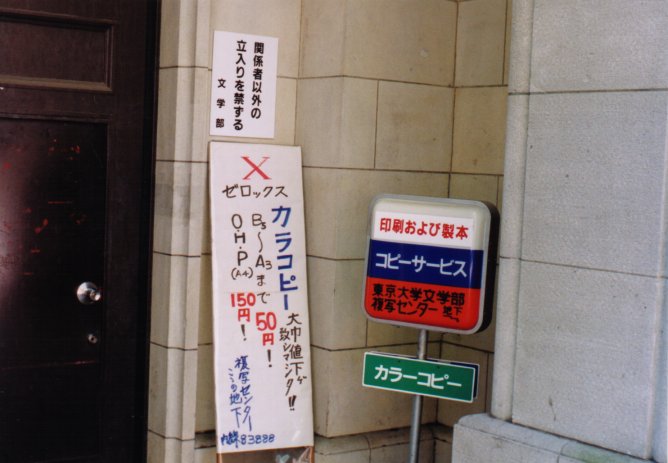 関係者以外の
立入りを禁ずる
文学部
X
ゼロックス
カラコピー
大巾値下ゲ
致シマシタ!!
B5〜A3まで
50円!
O.H.P
(A4)
150円!
複写センター
ここの地下
内線83888
印刷および製本
コピーサービス
東京大学文学部
複写センター 地下へ
カラーコピー